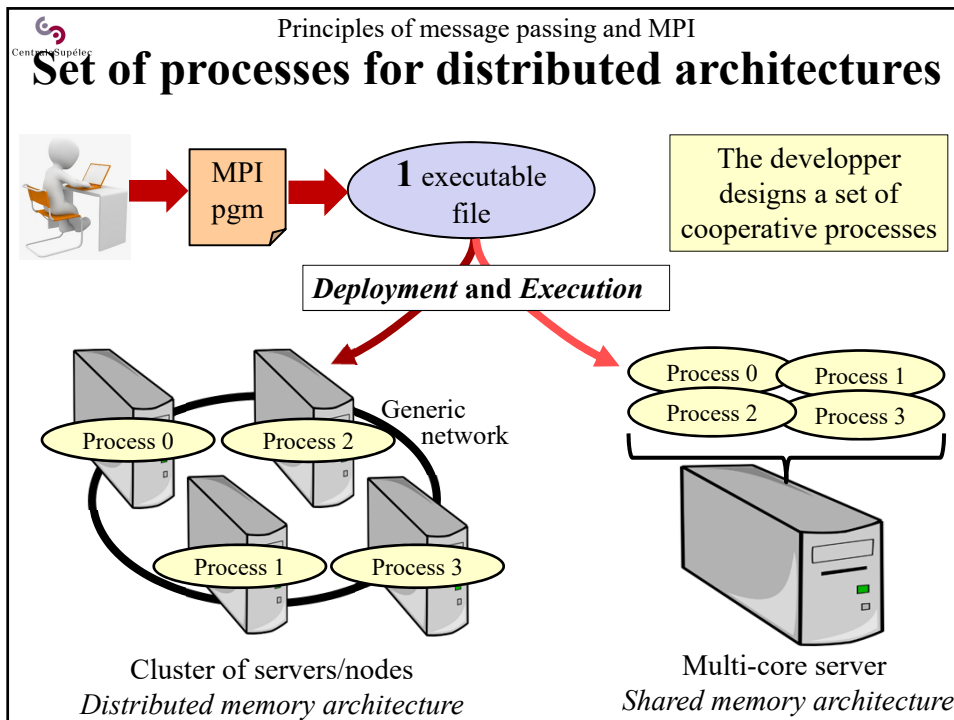 Principles of message passing and MPI
CentraleSupélec
Set of processes for distributed architectures
MPI
pgm
1 executable
file
The developper
designs a set of
cooperative processes
Deployment and Execution
Process 0
Process 2
Generic
network
Process 1
Process 3
Process 0
Process 1
Process 2
Process 3
Cluster of servers/nodes
Distributed memory architecture
Multi-core server
Shared memory architecture